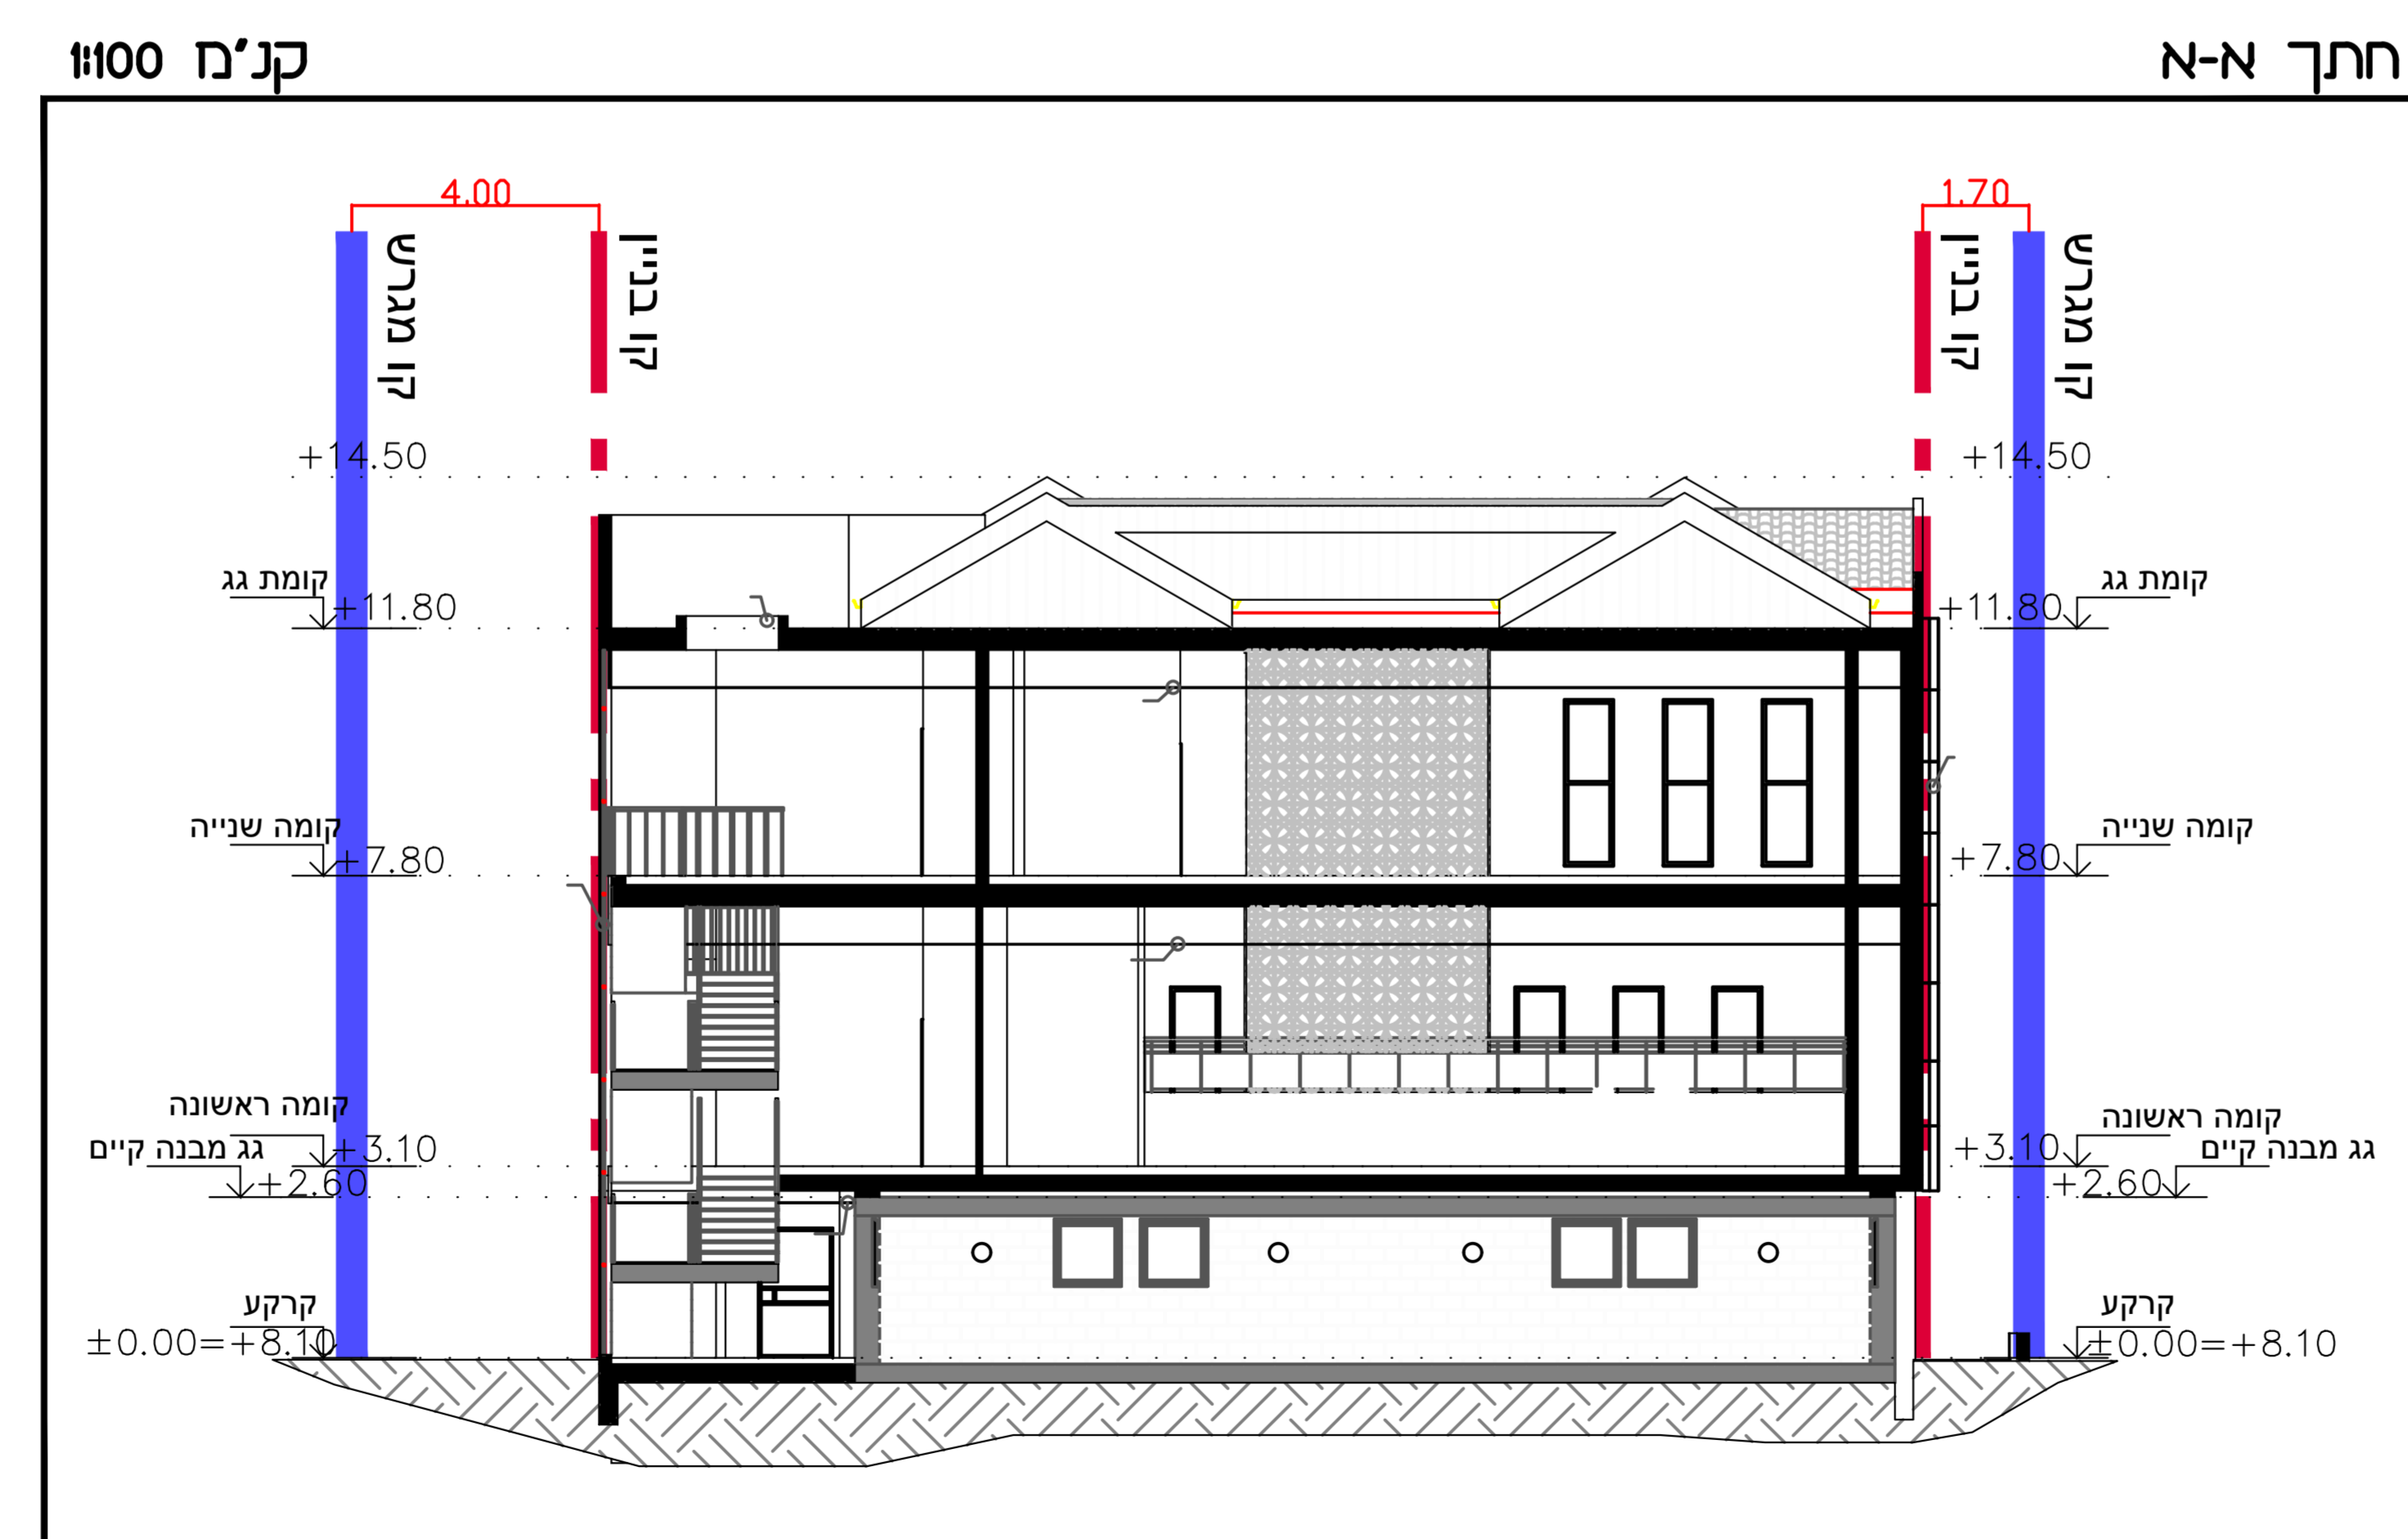 חתך א-א
קנ'מ 1:100
4.00
1.70
קו מגרש
קו בניין
קו בניין
קו מגרש
+14.50
+14.50
קומת גג
+11.80
קומת גג
+11.80
קומה שנייה
+7.80
קומה שנייה
+7.80
קומה ראשונה
+3.10
קומה ראשונה
+3.10
גג מבנה קיים
+2.60
גג מבנה קיים
+2.60
קרקע
±0.00=+8.10
קרקע
±0.00=+8.10